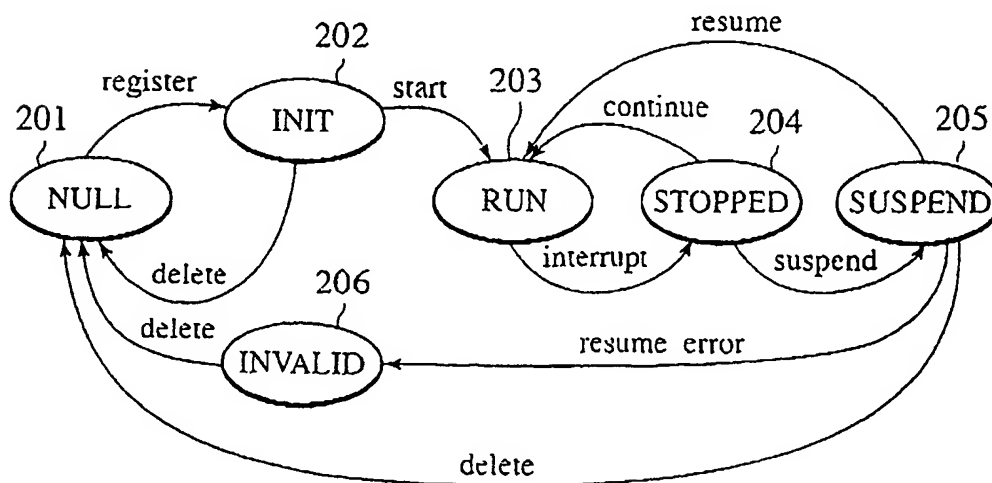 resume
202
register
start
203
continue
204
205
201
INIT
NULL
RUN
STOPPED
SUSPEND
delete
interrupt
suspend
206
delete
resume error
INVALID
delete